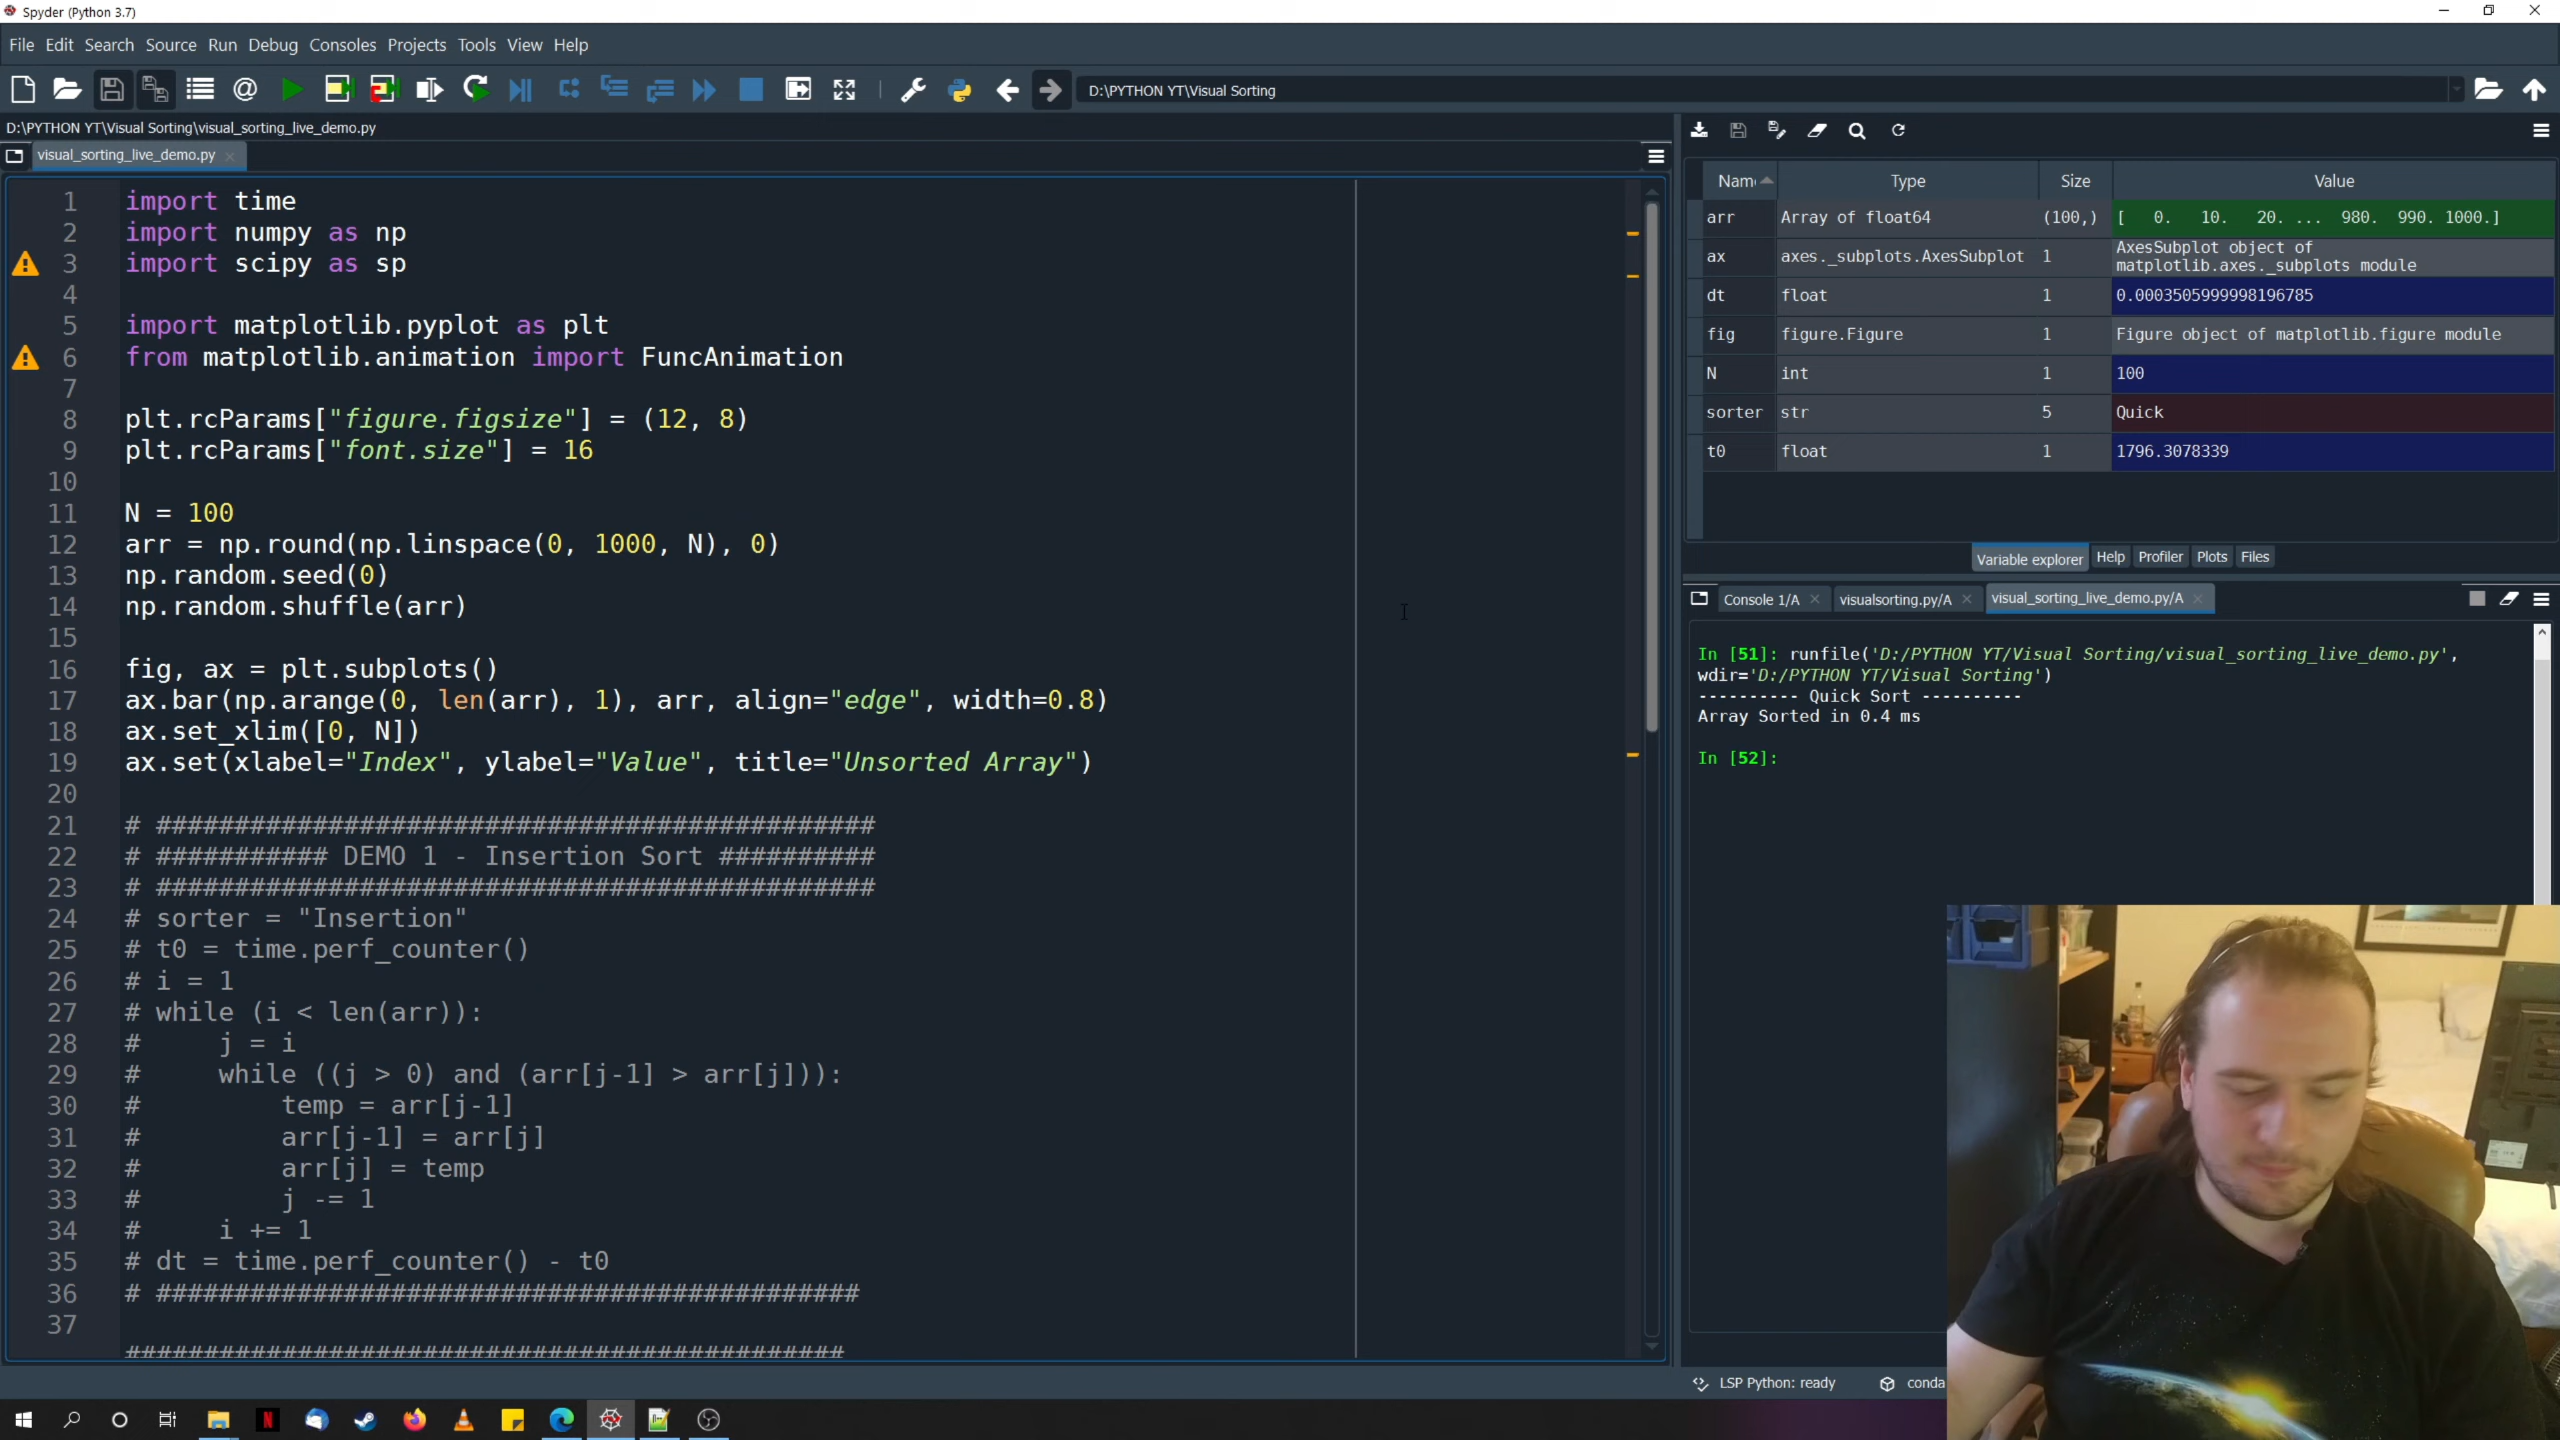 Spyder (Python 3.7)
File Edit Search Source Run Debug Consoles Projects Tools View Help
D:\PYTHON YT\Visual Sorting
D:\PYTHON YT\Visual Sorting\visual_sorting_live_demo.py
visual_sorting_live_demo.py
1 import time
2 import numpy as np
3 import scipy as sp
4
5 import matplotlib.pyplot as plt
6 from matplotlib.animation import FuncAnimation
7
8 plt.rcParams["figure.figsize"] = (12, 8)
9 plt.rcParams["font.size"] = 16
10
11 N = 100
12 arr = np.round(np.linspace(0, 1000, N), 0)
13 np.random.seed(0)
14 np.random.shuffle(arr)
15
16 fig, ax = plt.subplots()
17 ax.bar(np.arange(0, len(arr), 1), arr, align="edge", width=0.8)
18 ax.set_xlim([0, N])
19 ax.set(xlabel="Index", ylabel="Value", title="Unsorted Array")
20
21 # ##############################################
22 # ########### DEMO 1 - Insertion Sort ##########
23 # ##############################################
24 # sorter = "Insertion"
25 # t0 = time.perf_counter()
26 # i = 1
27 # while (i < len(arr)):
28 #     j = i
29 #     while ((j > 0) and (arr[j-1] > arr[j])):
30 #         temp = arr[j-1]
31 #         arr[j-1] = arr[j]
32 #         arr[j] = temp
33 #         j -= 1
34 #     i += 1
35 # dt = time.perf_counter() - t0
36 # #############################################
37
##############################################
Nam Type Size Value
arr Array of float64 (100,) [ 0. 10. 20. ... 980. 990. 1000.]
ax axes._subplots.AxesSubplot 1 AxesSubplot object of
matplotlib.axes._subplots module
dt float 1 0.0003505999998196785
fig figure.Figure 1 Figure object of matplotlib.figure module
N int 1 100
sorter str 5 Quick
t0 float 1 1796.3078339
Variable explorer Help Profiler Plots Files
Console 1/A visualsorting.py/A visual_sorting_live_demo.py/A
In [51]: runfile('D:/PYTHON YT/Visual Sorting/visual_sorting_live_demo.py',
wdir='D:/PYTHON YT/Visual Sorting')
---------- Quick Sort ----------
Array Sorted in 0.4 ms
In [52]:
LSP Python: ready conda